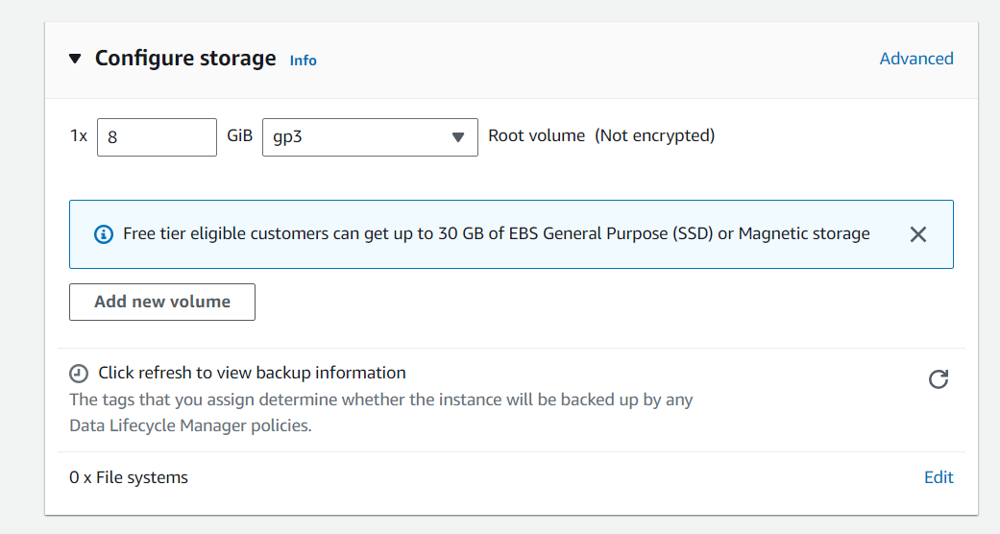 Configure storage Info Advanced
1x 8 GiB gp3 Root volume (Not encrypted)
Free tier eligible customers can get up to 30 GB of EBS General Purpose (SSD) or Magnetic storage
Add new volume
Click refresh to view backup information
The tags that you assign determine whether the instance will be backed up by any
Data Lifecycle Manager policies.
0 x File systems Edit